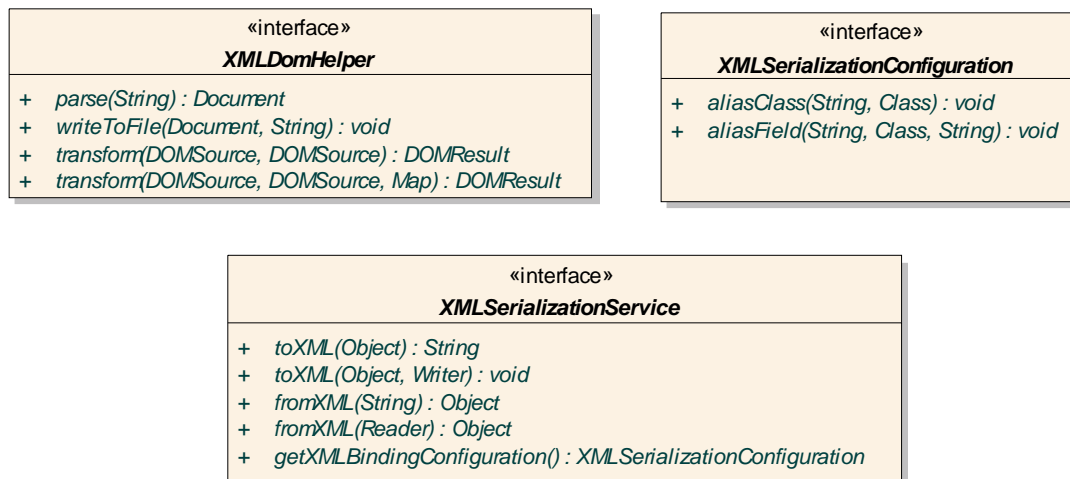 «interface»
XMLDomHelper
+ parse(String) : Document
+ writeToFile(Document, String) : void
+ transform(DOMSource, DOMSource) : DOMResult
+ transform(DOMSource, DOMSource, Map) : DOMResult
«interface»
XMLSerializationConfiguration
+ aliasClass(String, Class) : void
+ aliasField(String, Class, String) : void
«interface»
XMLSerializationService
+ toXML(Object) : String
+ toXML(Object, Writer) : void
+ fromXML(String) : Object
+ fromXML(Reader) : Object
+ getXMLBindingConfiguration() : XMLSerializationConfiguration